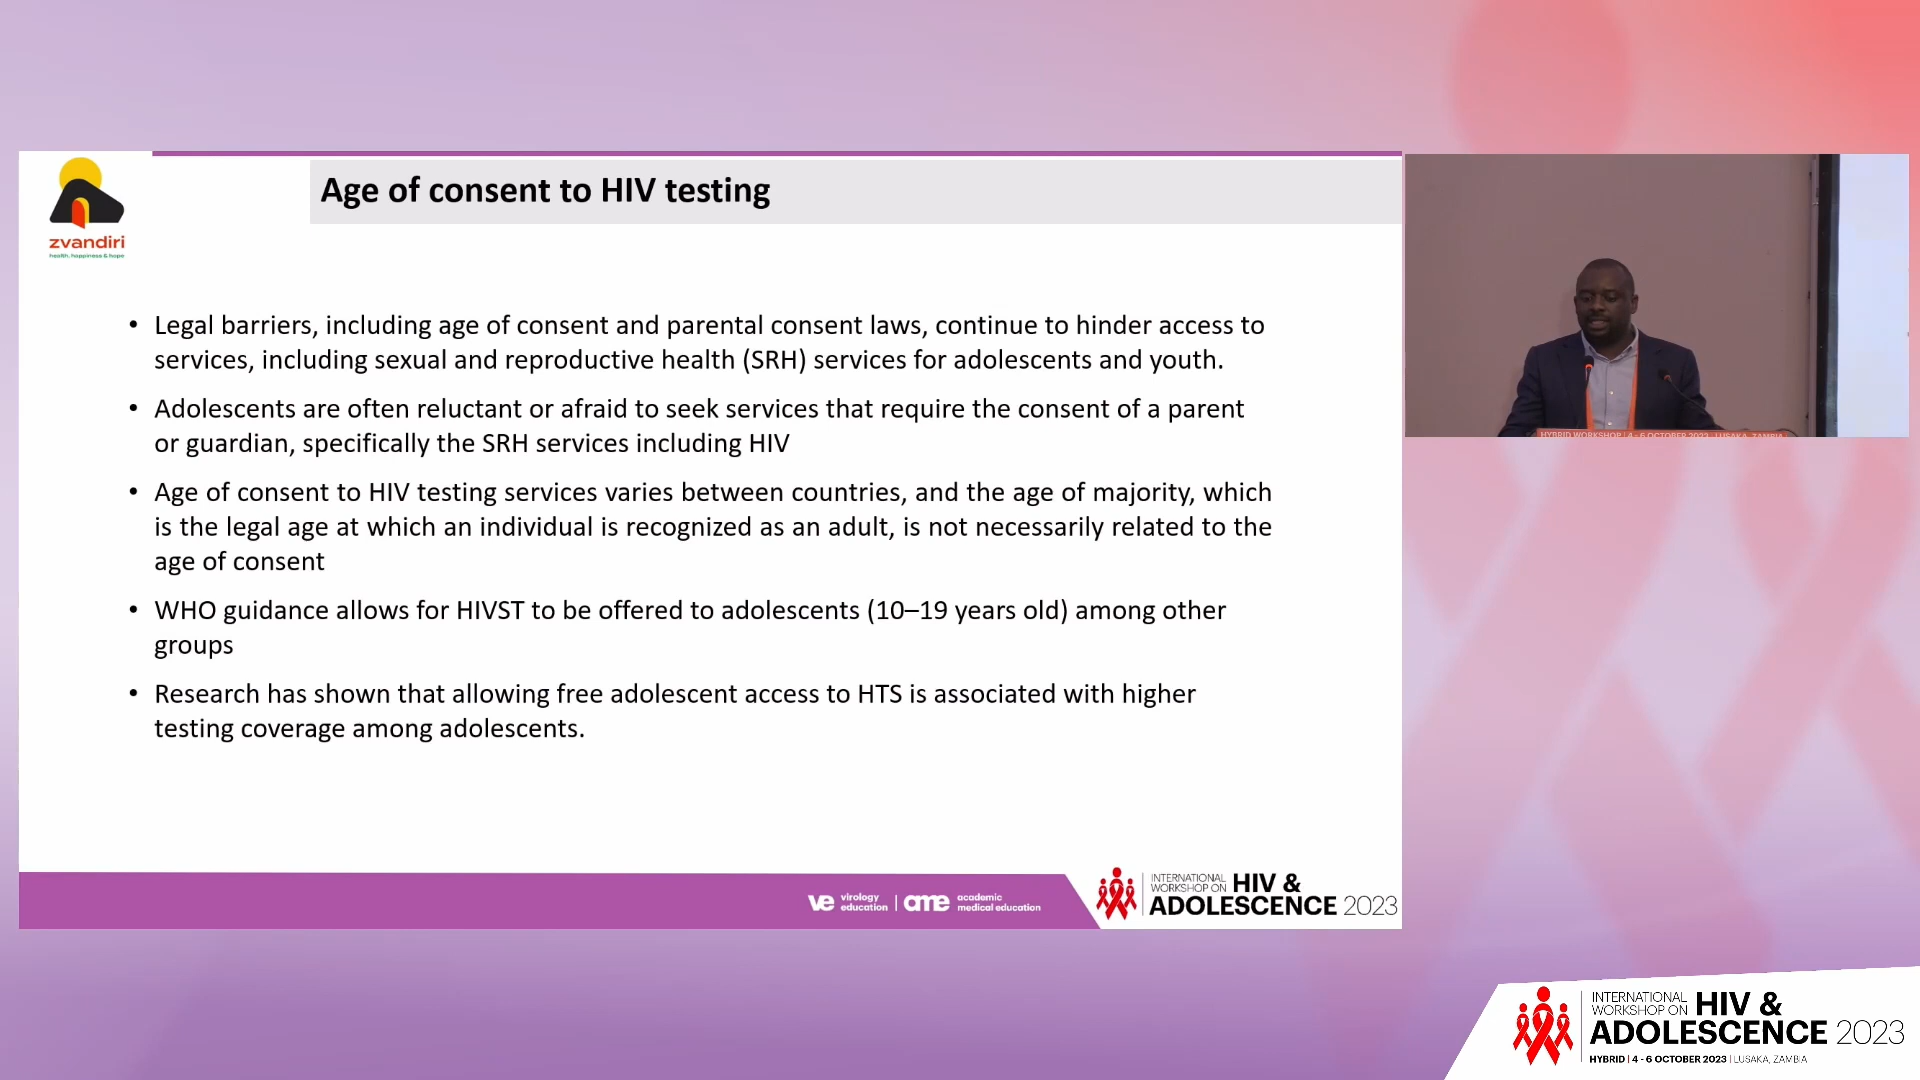 zvandiri
health, happiness & hope
Age of consent to HIV testing
• Legal barriers, including age of consent and parental consent laws, continue to hinder access to
services, including sexual and reproductive health (SRH) services for adolescents and youth.
• Adolescents are often reluctant or afraid to seek services that require the consent of a parent
or guardian, specifically the SRH services including HIV
• Age of consent to HIV testing services varies between countries, and the age of majority, which
is the legal age at which an individual is recognized as an adult, is not necessarily related to the
age of consent
• WHO guidance allows for HIVST to be offered to adolescents (10–19 years old) among other
groups
• Research has shown that allowing free adolescent access to HTS is associated with higher
testing coverage among adolescents.
ve virology education | ame academic medical education
INTERNATIONAL WORKSHOP ON HIV &
ADOLESCENCE 2023
HYBRID WORKSHOP | 4 - 6 OCTOBER 2023 | LUSAKA, ZAMBIA
INTERNATIONAL WORKSHOP ON HIV &
ADOLESCENCE 2023
HYBRID | 4 - 6 OCTOBER 2023 | LUSAKA, ZAMBIA